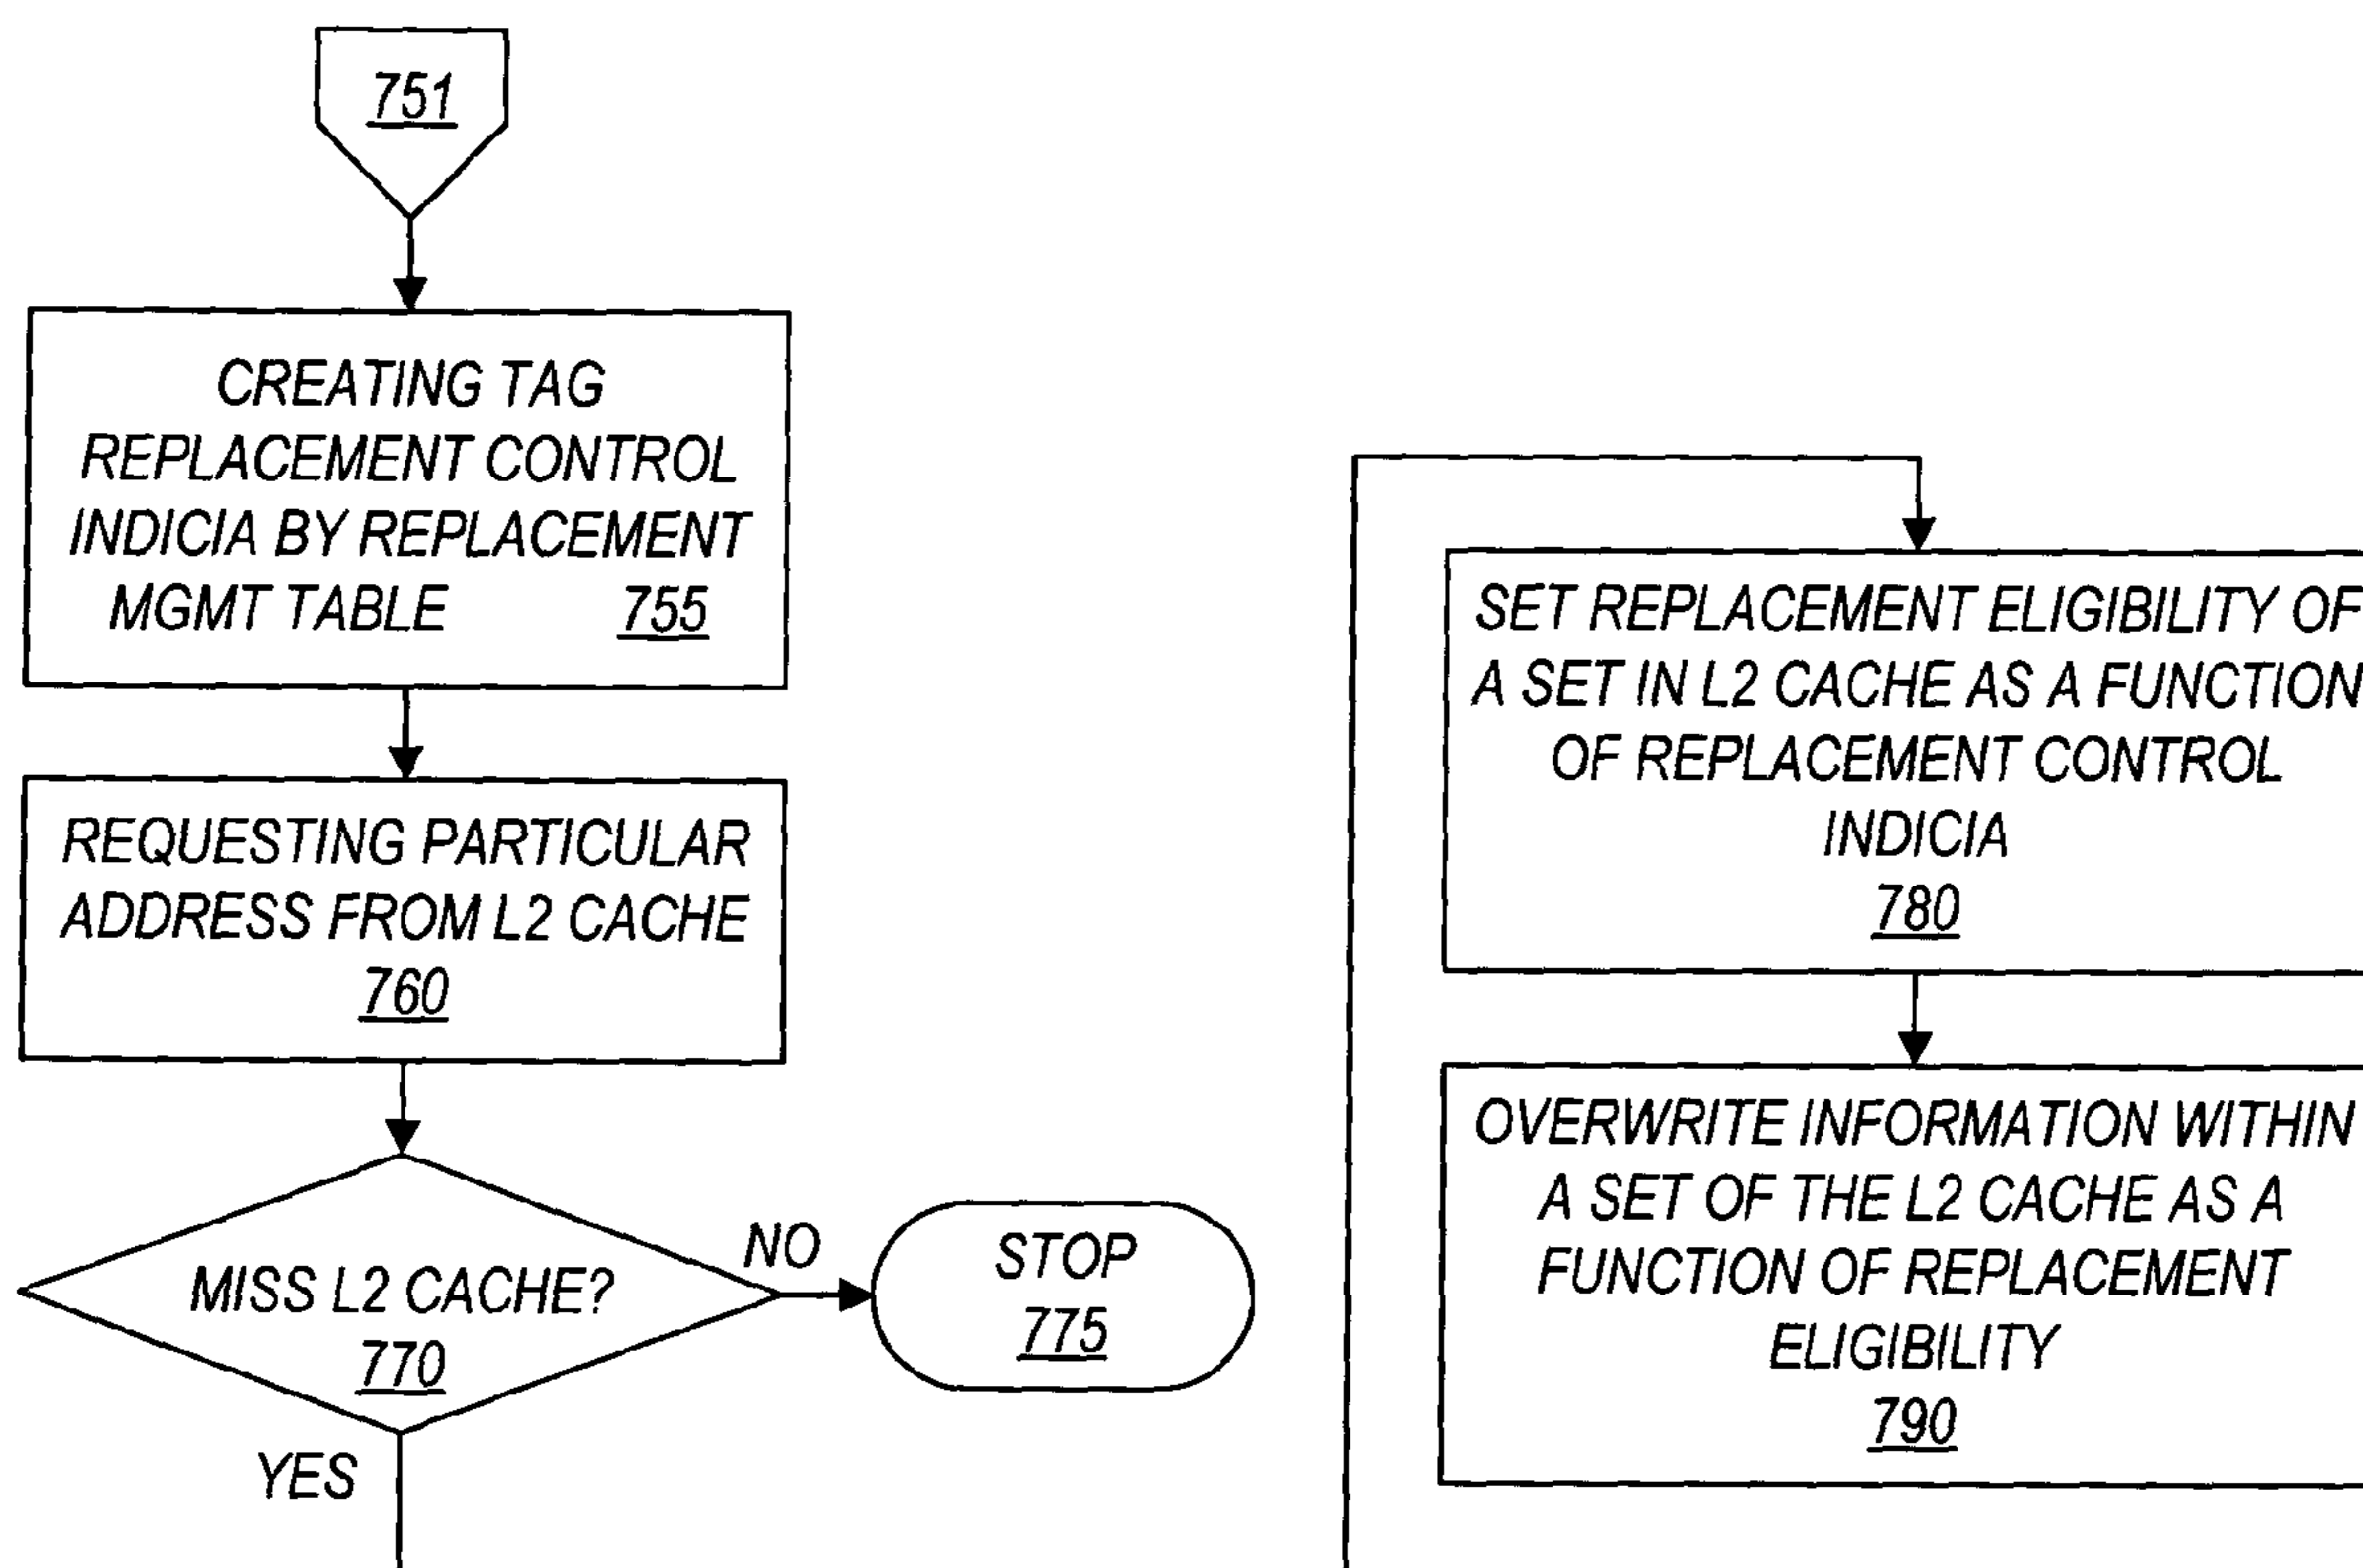 751
CREATING TAG
REPLACEMENT CONTROL
INDICIA BY REPLACEMENT
MGMT TABLE 755
REQUESTING PARTICULAR
ADDRESS FROM L2 CACHE
760
MISS L2 CACHE?
770
NO
STOP
775
YES
SET REPLACEMENT ELIGIBILITY OF
A SET IN L2 CACHE AS A FUNCTION
OF REPLACEMENT CONTROL
INDICIA
780
OVERWRITE INFORMATION WITHIN
A SET OF THE L2 CACHE AS A
FUNCTION OF REPLACEMENT
ELIGIBILITY
790